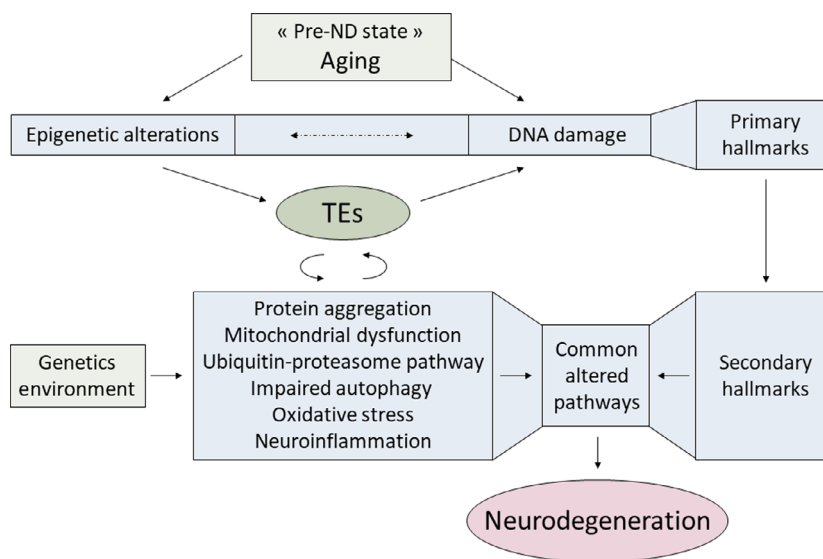 « Pre-ND state »
Aging
Epigenetic alterations
DNA damage
Primary
hallmarks
TEs
Genetics
environment
Protein aggregation
Mitochondrial dysfunction
Ubiquitin-proteasome pathway
Impaired autophagy
Oxidative stress
Neuroinflammation
Common
altered
pathways
Secondary
hallmarks
Neurodegeneration